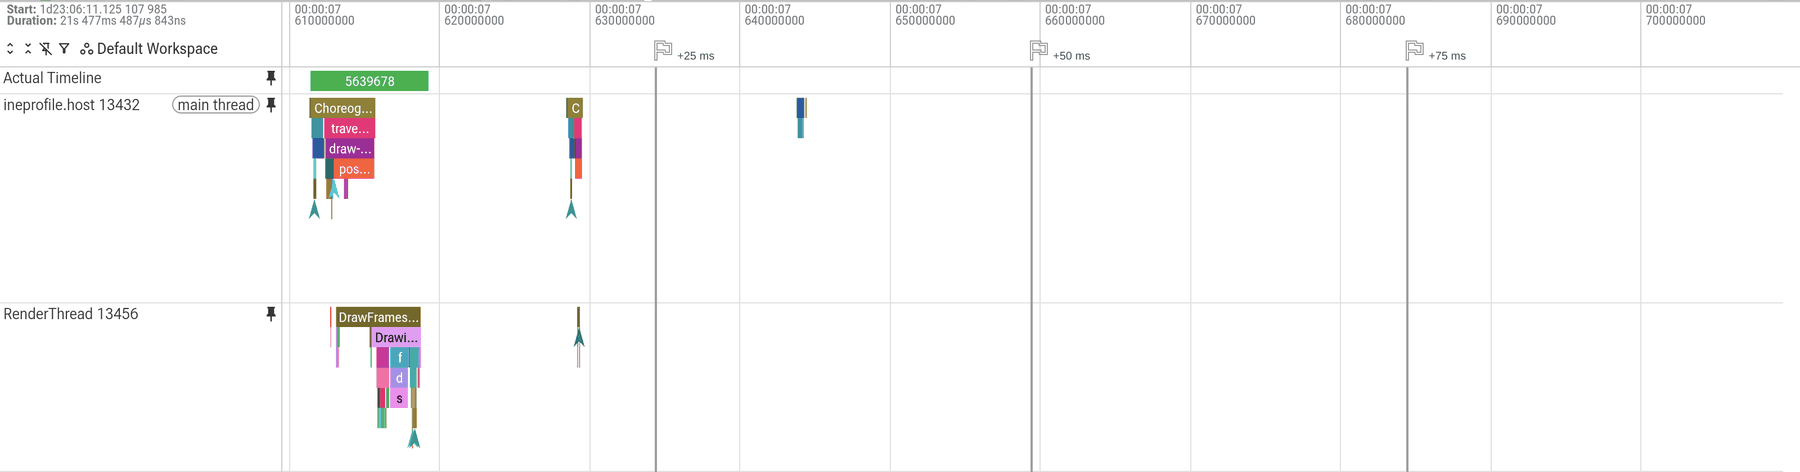 Start: 1d23:06:11.125 107 985
Duration: 21s 477ms 487µs 843ns
00:00:07 00:00:07 00:00:07 00:00:07 00:00:07 00:00:07 00:00:07 00:00:07 00:00:07 00:00:07
610000000 620000000 630000000 640000000 650000000 660000000 670000000 680000000 690000000 700000000
Default Workspace
+25 ms +50 ms +75 ms
Actual Timeline
5639678
ineprofile.host 13432 main thread
Choreog... C
trave...
draw-...
pos...
RenderThread 13456
DrawFrames...
Drawi...
f
d
s